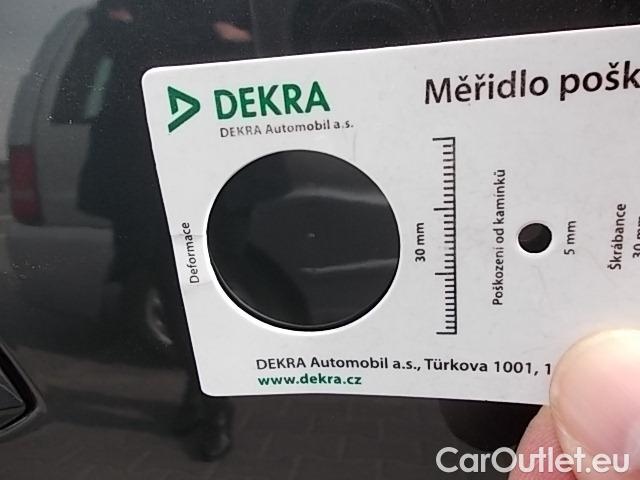 DEKRA
DEKRA Automobil a.s.
Měřidlo pošk
Deformace
30 mm
Poškození od kamínků
5 mm
Škrábance
30 mm
DEKRA Automobil a.s., Türkova 1001, 1
www.dekra.cz
CarOutlet.eu